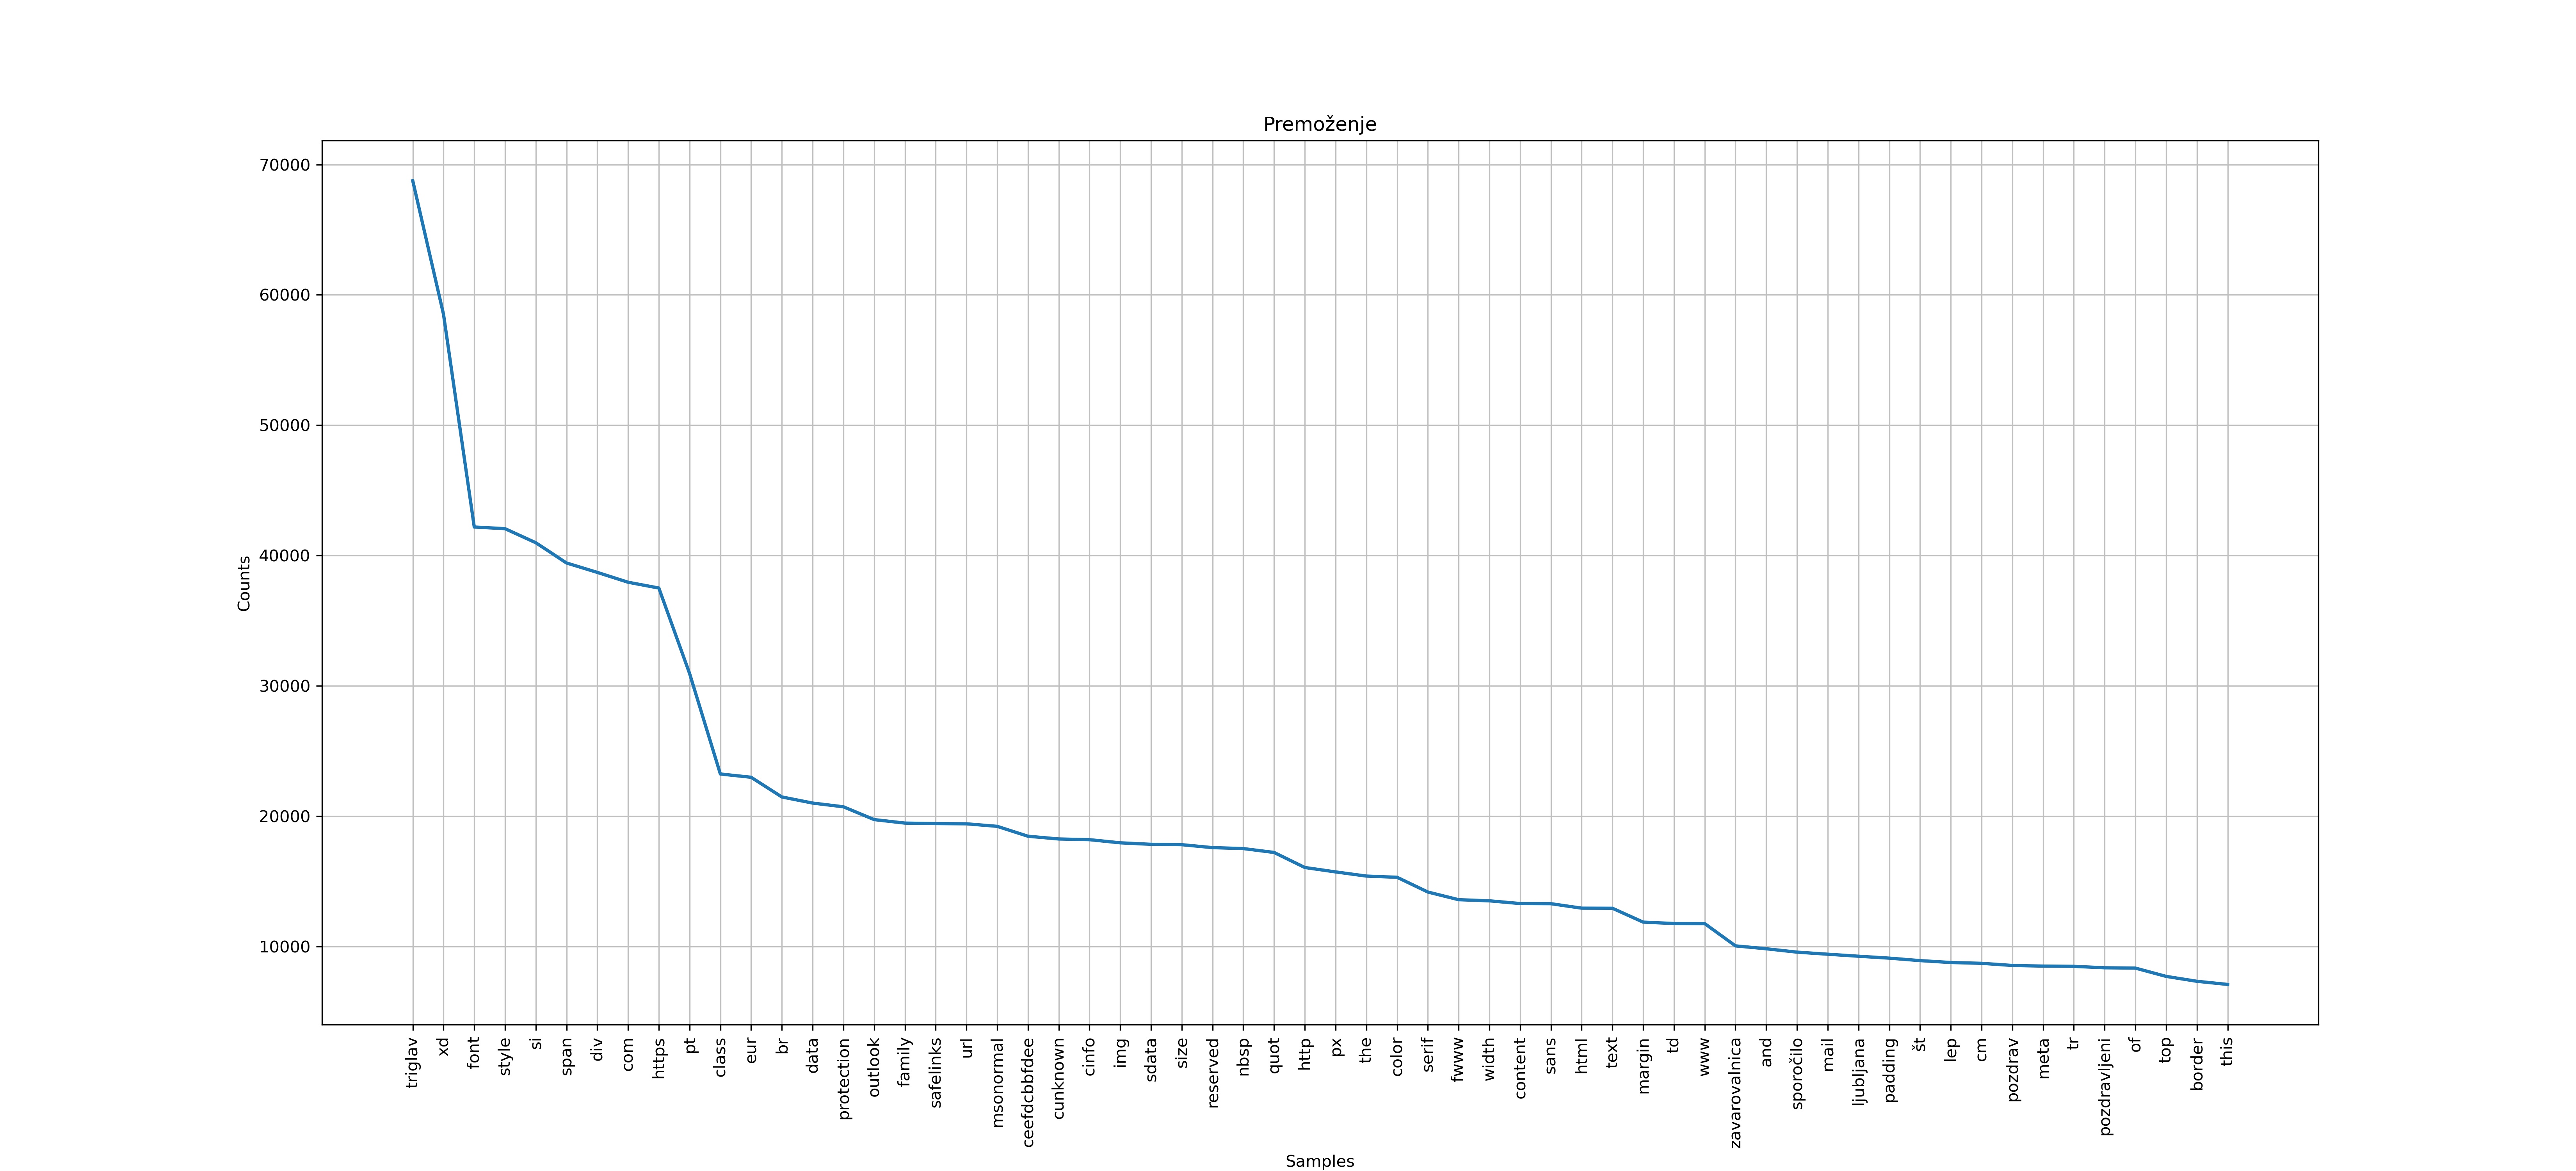 Premoženje
70000
60000
50000
40000
30000
20000
10000
Counts
triglav
xd
font
style
si
span
div
com
https
pt
class
eur
br
data
protection
outlook
family
safelinks
url
msonormal
ceefdcbbfdee
cunknown
cinfo
img
sdata
size
reserved
nbsp
quot
http
px
the
color
serif
fwww
width
content
sans
html
text
margin
td
www
zavarovalnica
and
sporočilo
mail
ljubljana
padding
št
lep
cm
pozdrav
meta
tr
pozdravljeni
of
top
border
this
Samples